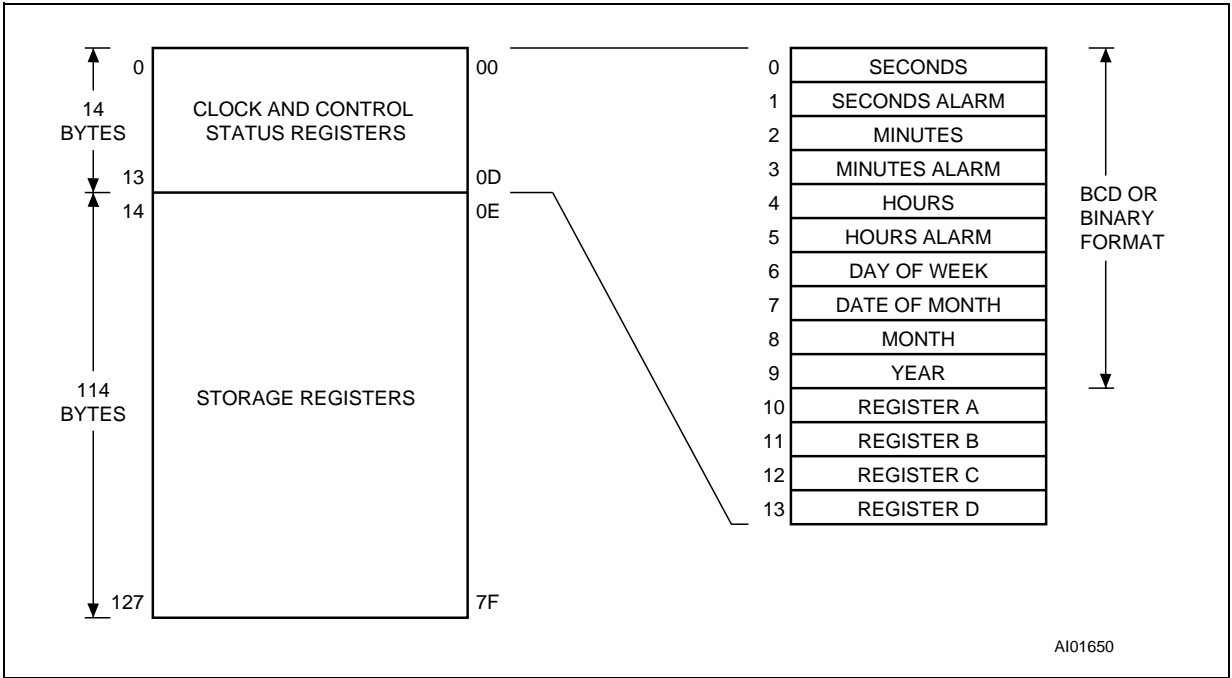 0
00
14
BYTES
CLOCK AND CONTROL
STATUS REGISTERS
13
0D
14
0E
114
BYTES
STORAGE REGISTERS
127
7F
0 SECONDS
1 SECONDS ALARM
2 MINUTES
3 MINUTES ALARM
4 HOURS
5 HOURS ALARM
6 DAY OF WEEK
7 DATE OF MONTH
8 MONTH
9 YEAR
10 REGISTER A
11 REGISTER B
12 REGISTER C
13 REGISTER D
BCD OR
BINARY
FORMAT
AI01650